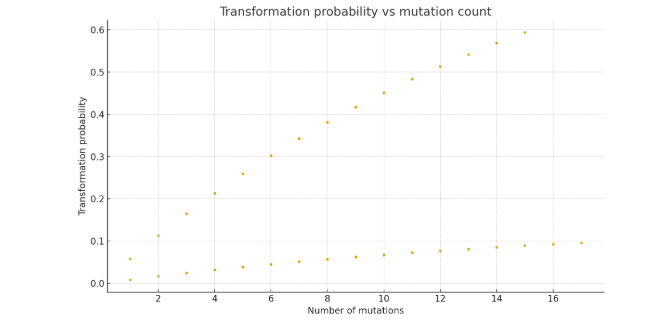 Transformation probability vs mutation count
0.6
0.5
0.4
0.3
0.2
0.1
0.0
Transformation probability
2 4 6 8 10 12 14 16
Number of mutations